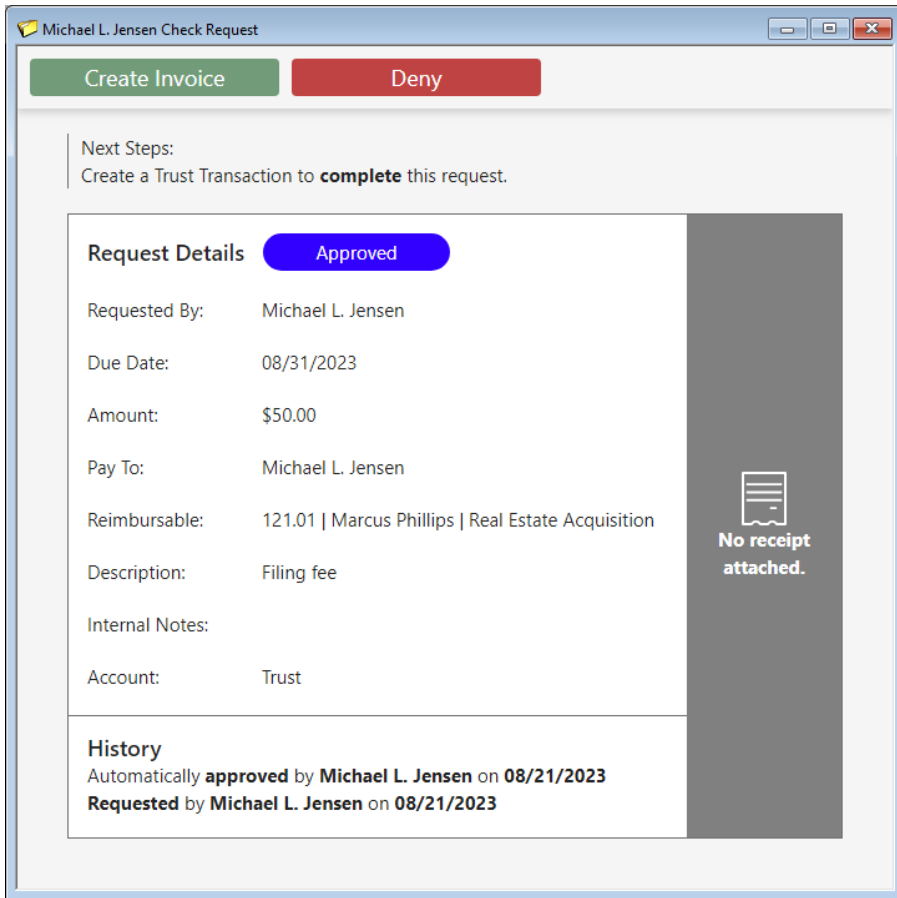 Michael L. Jensen Check Request
Create Invoice
Deny
Next Steps:
Create a Trust Transaction to complete this request.
Request Details
Approved
Requested By: Michael L. Jensen
Due Date: 08/31/2023
Amount: $50.00
Pay To: Michael L. Jensen
Reimbursable: 121.01 | Marcus Phillips | Real Estate Acquisition
Description: Filing fee
Internal Notes:
Account: Trust
No receipt
attached.
History
Automatically approved by Michael L. Jensen on 08/21/2023
Requested by Michael L. Jensen on 08/21/2023